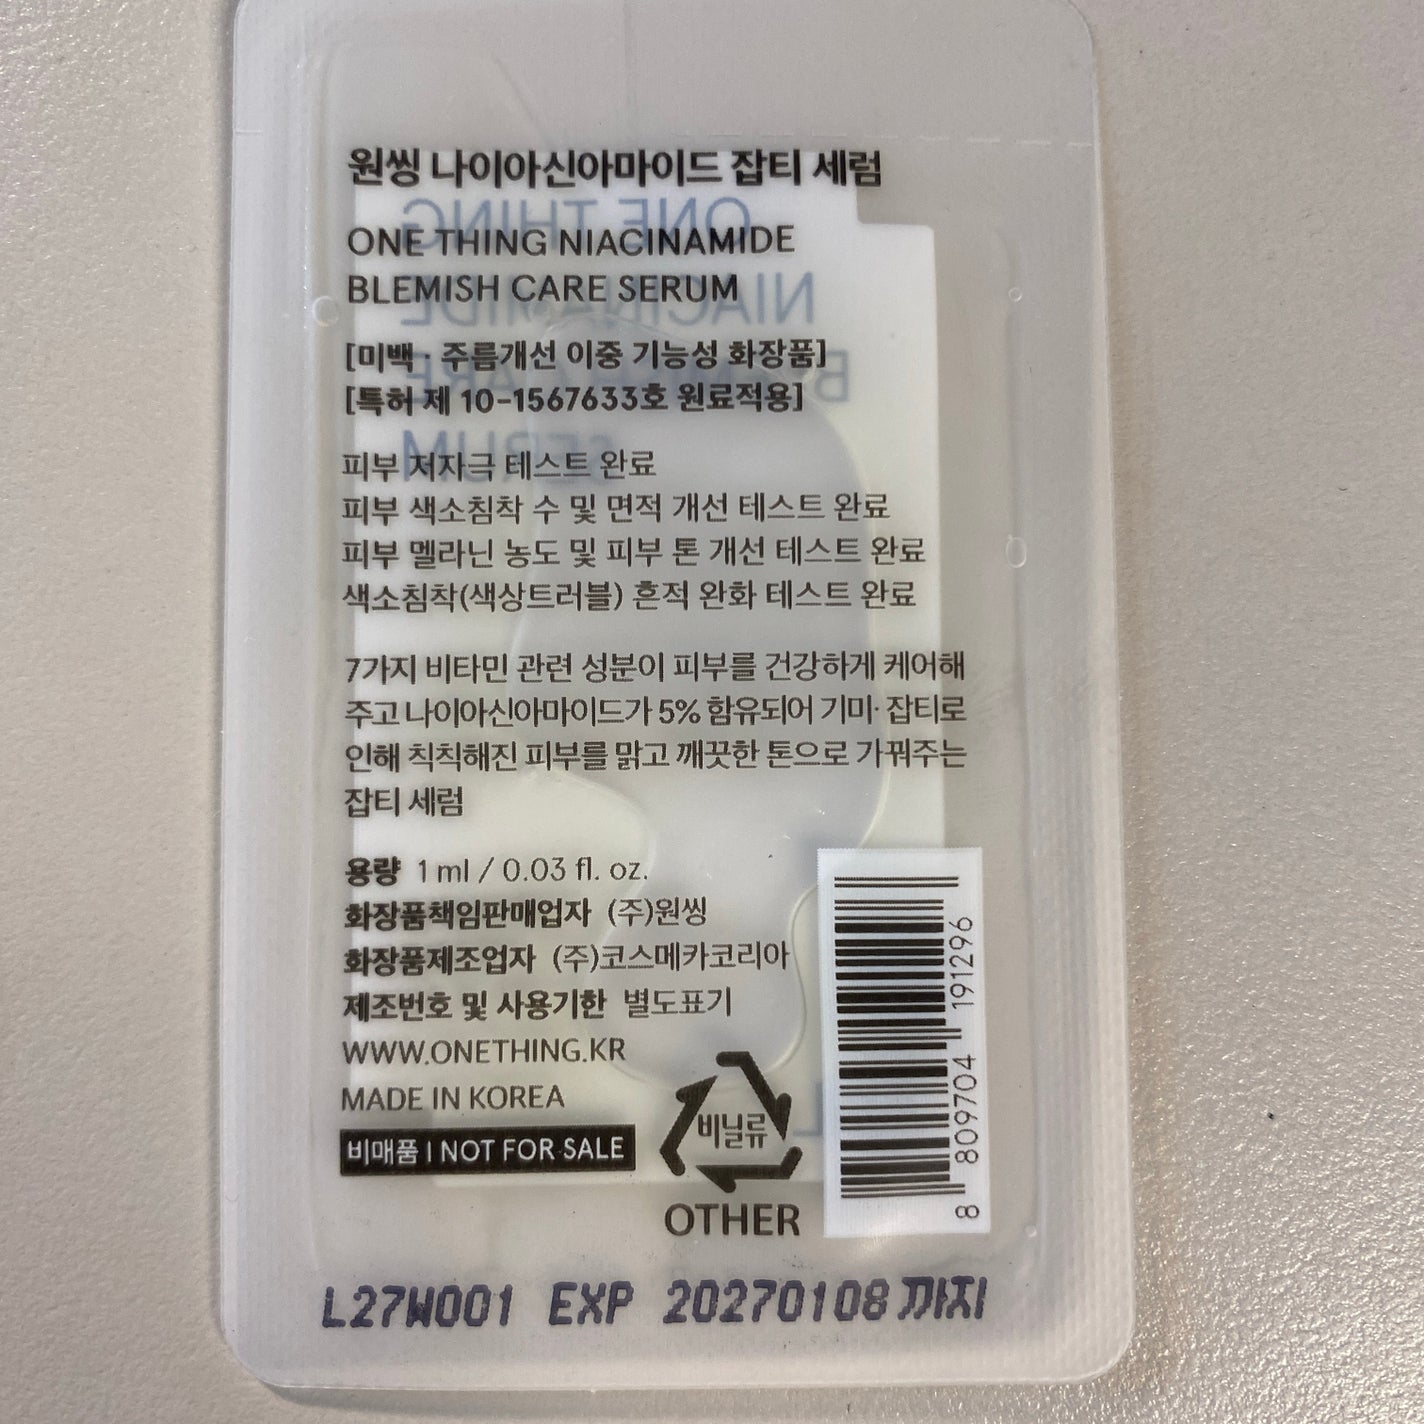 원씽 나이아신아마이드 잡티 세럼
ONE THING NIACINAMIDE
BLEMISH CARE SERUM
[미백 · 주름개선 이중 기능성 화장품]
[특허 제 10-1567633호 원료적용]
피부 저자극 테스트 완료
피부 색소침착 수 및 면적 개선 테스트 완료
피부 멜라닌 농도 및 피부 톤 개선 테스트 완료
색소침착(색상트러블) 흔적 완화 테스트 완료
7가지 비타민 관련 성분이 피부를 건강하게 케어해
주고 나이아신아마이드가 5% 함유되어 기미· 잡티로
인해 칙칙해진 피부를 맑고 깨끗한 톤으로 가꿔주는
잡티 세럼
용량 1 ml / 0.03 fl. oz.
화장품책임판매업자 (주)원씽
화장품제조업자 (주)코스메카코리아
제조번호 및 사용기한 별도표기
WWW.ONETHING.KR
MADE IN KOREA
비매품 I NOT FOR SALE
비닐류
OTHER
8 809704 191296
L27W001 EXP 20270108까지